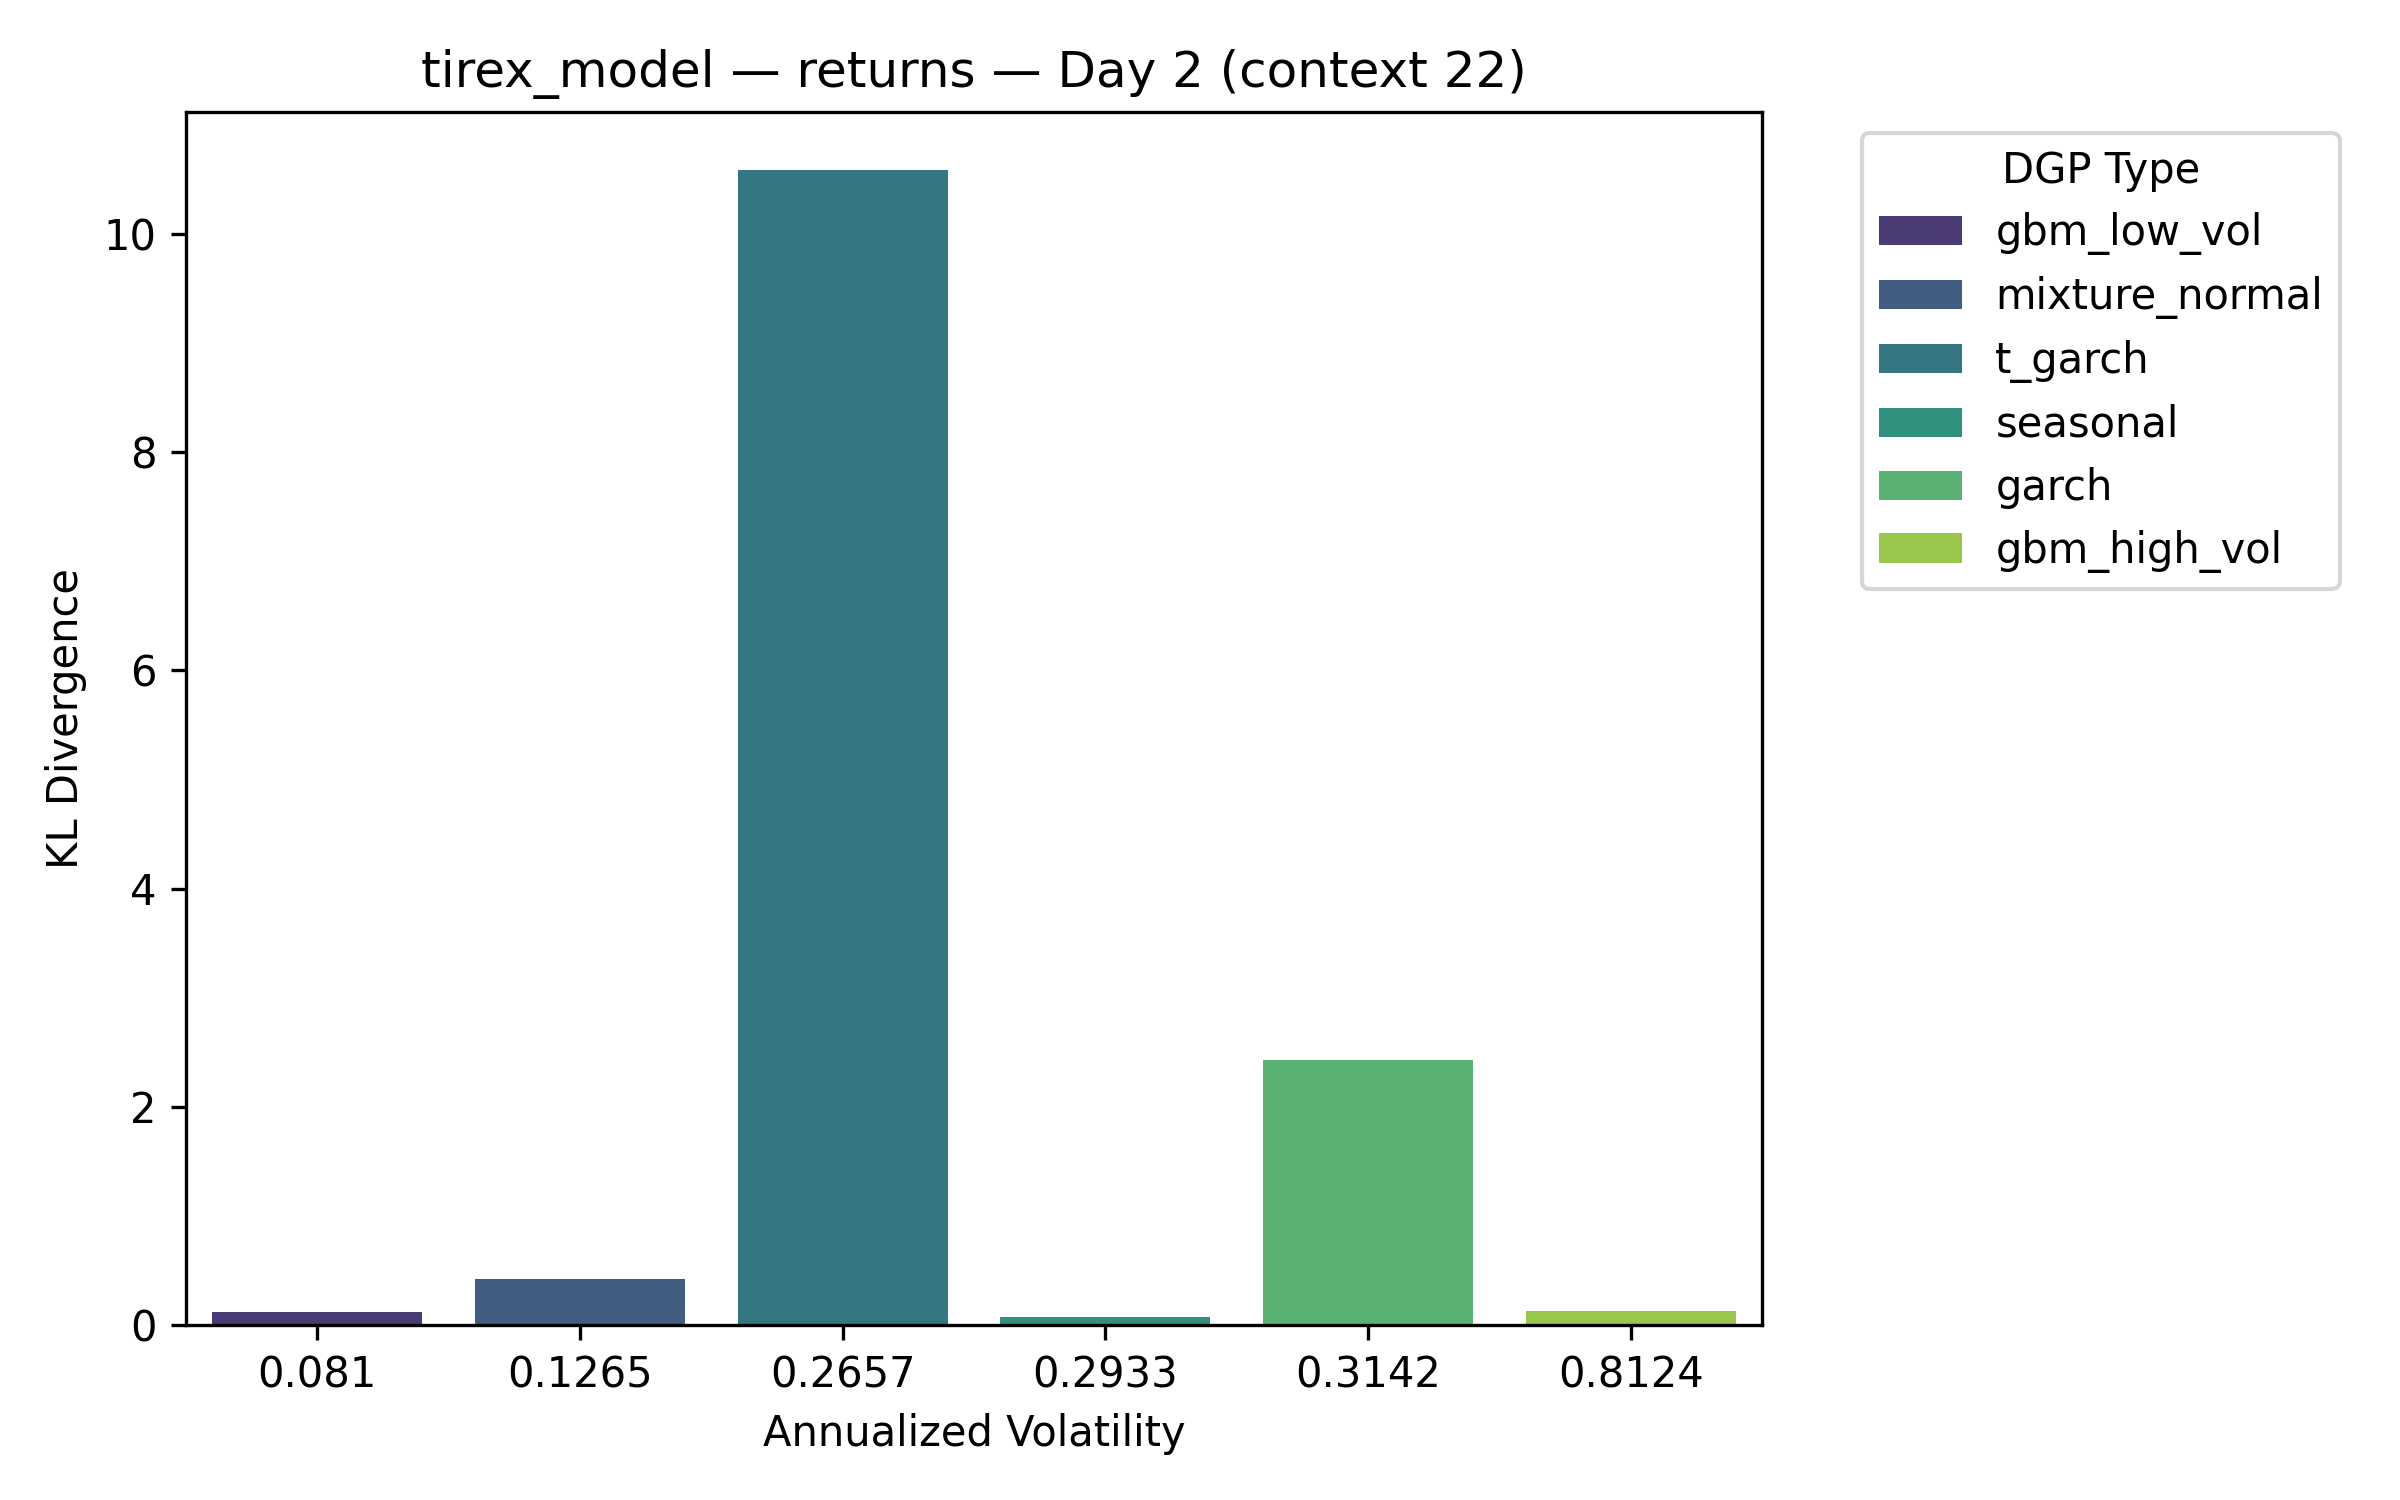 tirex_model — returns — Day 2 (context 22)
KL Divergence
10
8
6
4
2
0
0.081 0.1265 0.2657 0.2933 0.3142 0.8124
Annualized Volatility
DGP Type
gbm_low_vol
mixture_normal
t_garch
seasonal
garch
gbm_high_vol